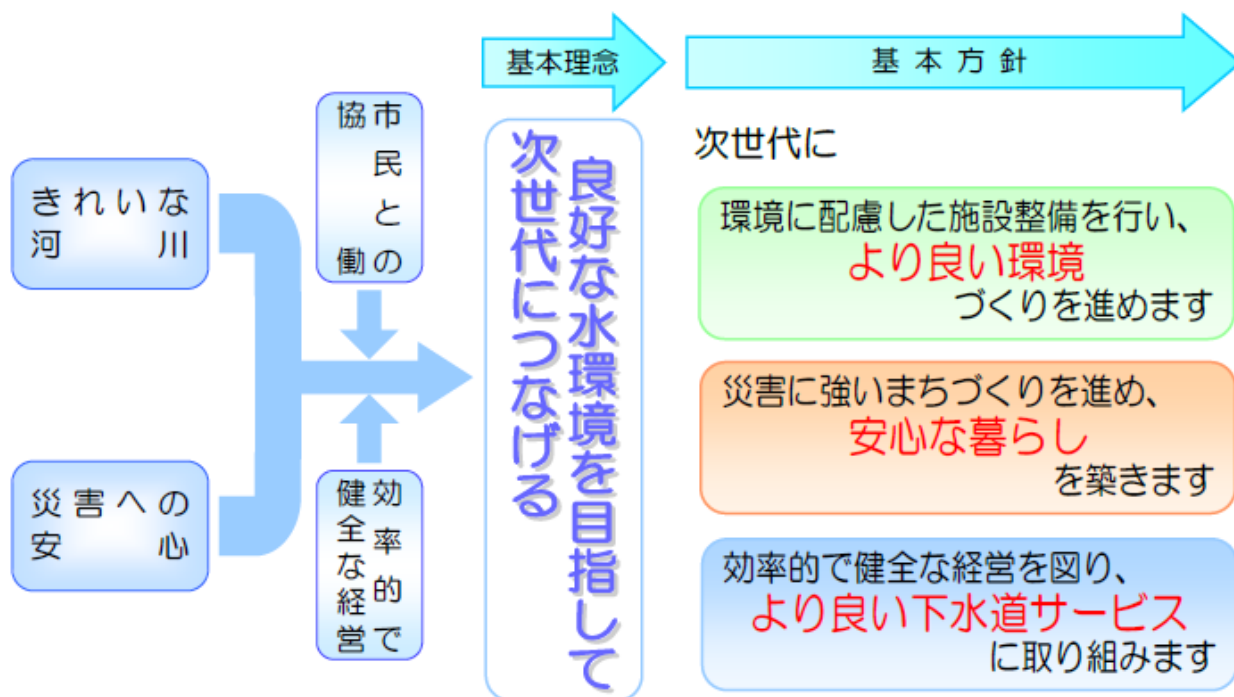 きれいな
河川
災害への
安心
市民との
協働
効率的で
健全な経営
基本理念
良好な水環境を目指して
次世代につなげる
基本方針
次世代に
環境に配慮した施設整備を行い、
より良い環境
づくりを進めます
災害に強いまちづくりを進め、
安心な暮らし
を築きます
効率的で健全な経営を図り、
より良い下水道サービス
に取り組みます